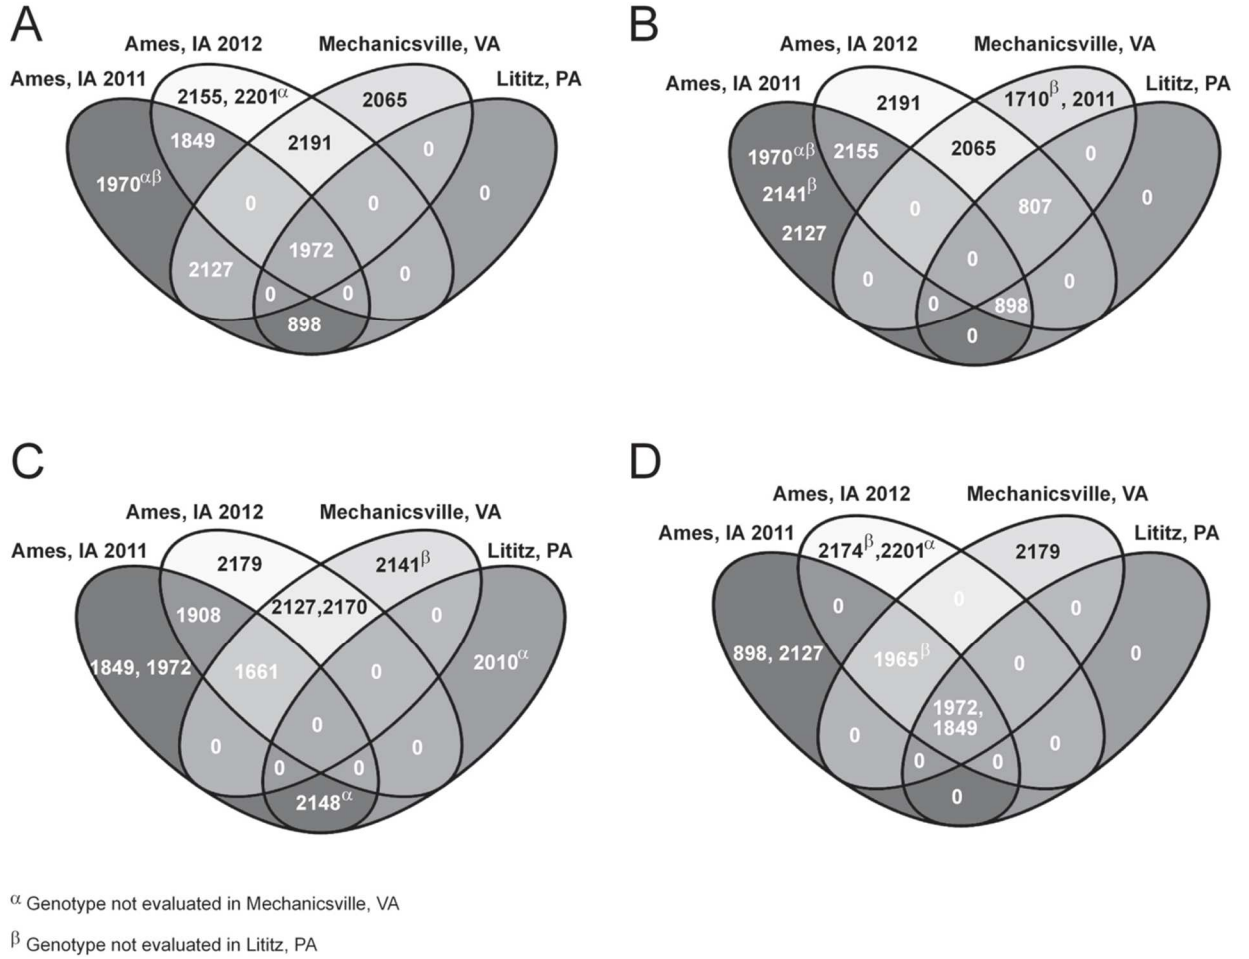 A
Ames, IA 2012
Mechanicsville, VA
Ames, IA 2011
Lititz, PA
2155, 2201α
2065
1849
2191
0
1970αβ
0
0
0
1972
2127
0
0
0
898
B
Ames, IA 2012
Mechanicsville, VA
Ames, IA 2011
Lititz, PA
2191
1710β , 2011
1970αβ
2155
2065
0
2141β
0
807
0
2127
0
0
0
0
898
0
C
Ames, IA 2012
Mechanicsville, VA
Ames, IA 2011
Lititz, PA
2179
2141β
1908
2127,2170
0
1849, 1972
1661
0
2010α
0
0
0
0
0
2148α
D
Ames, IA 2012
Mechanicsville, VA
Ames, IA 2011
Lititz, PA
2174β,2201α
2179
0
0
0
898, 2127
1965β
0
0
1972,
1849
0
0
0
0
0
α Genotype not evaluated in Mechanicsville, VA
β Genotype not evaluated in Lititz, PA